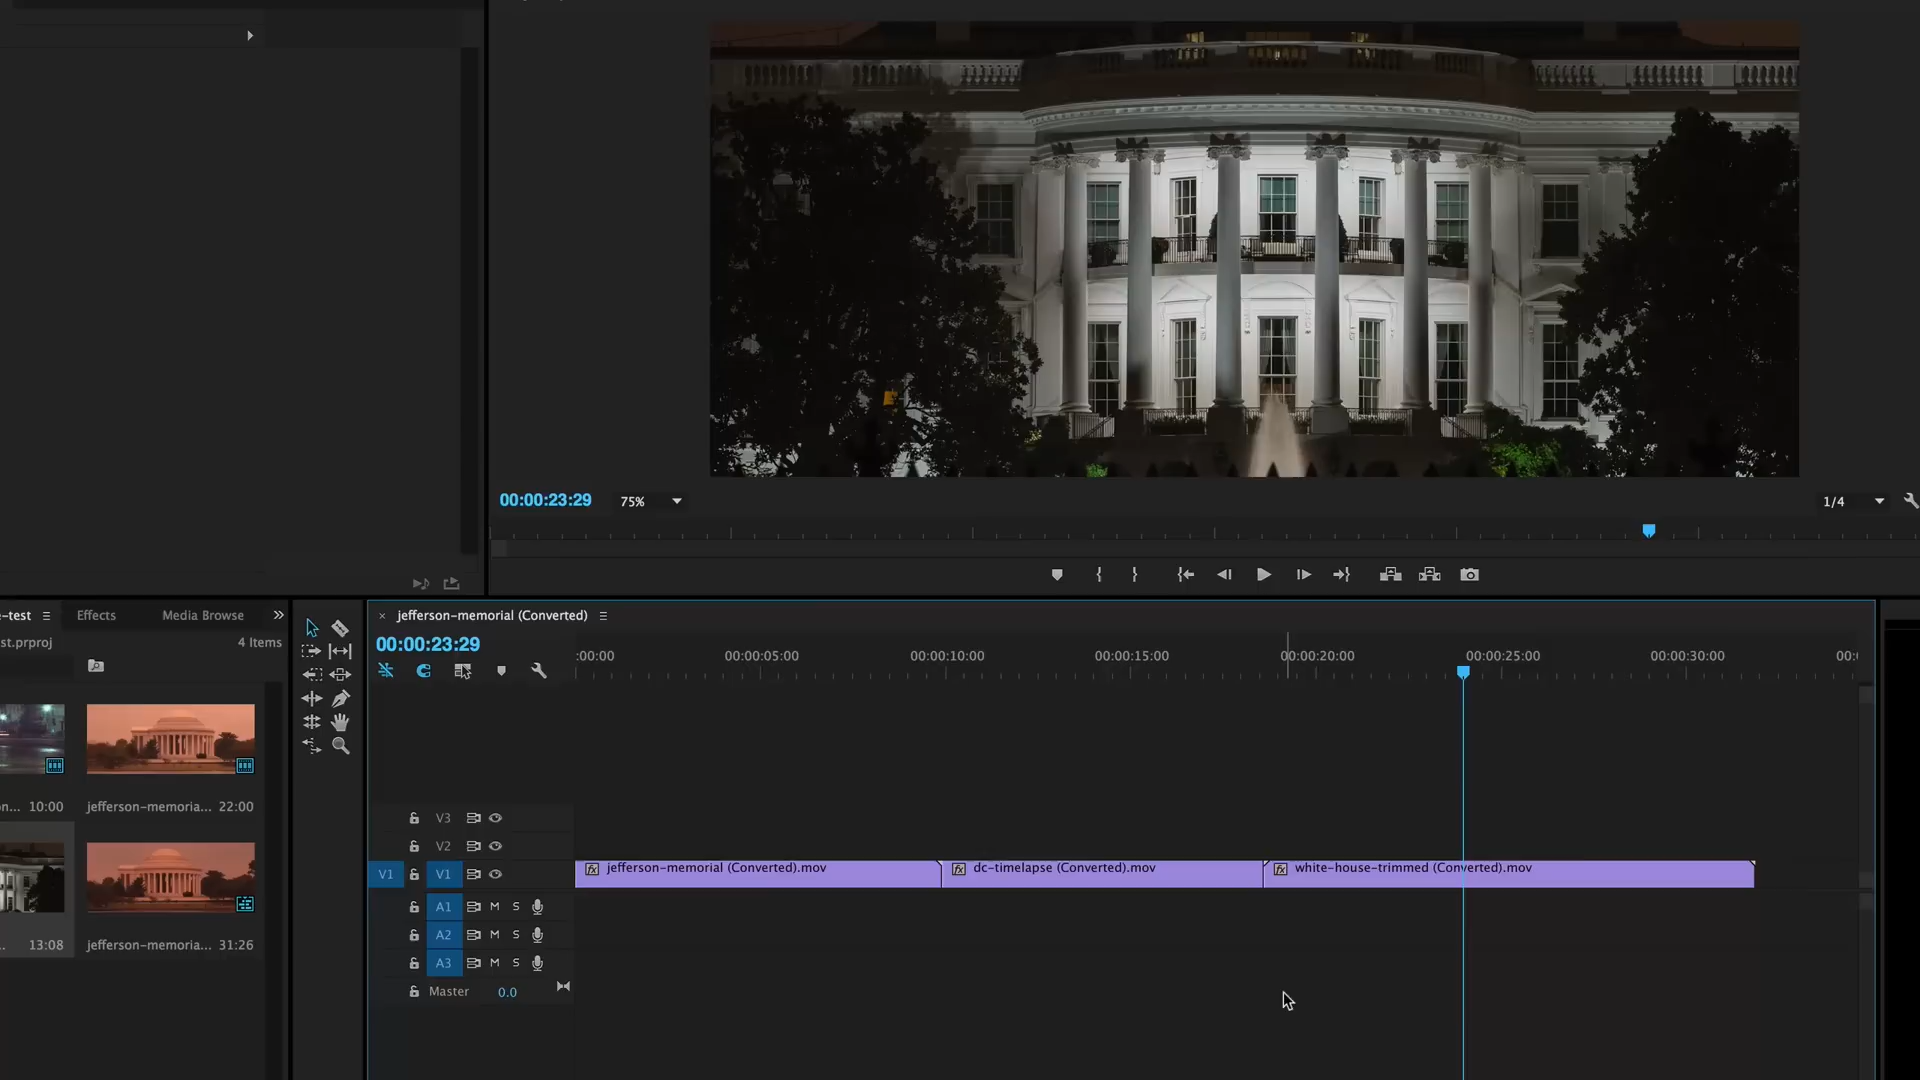 00:00:23:29
75%
1/4
-test
Effects
Media Browse
st.prproj
4 Items
n... 10:00
jefferson-memoria... 22:00
.. 13:08
jefferson-memoria... 31:26
jefferson-memorial (Converted)
00:00:23:29
:00:00
00:00:05:00
00:00:10:00
00:00:15:00
00:00:20:00
00:00:25:00
00:00:30:00
00:
V3
V2
V1 V1
jefferson-memorial (Converted).mov
dc-timelapse (Converted).mov
white-house-trimmed (Converted).mov
A1 M S
A2 M S
A3 M S
Master 0.0